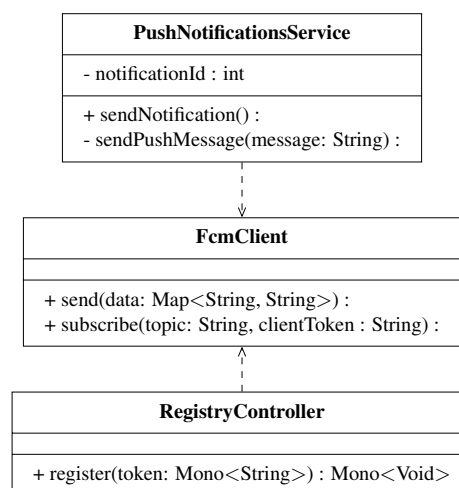 PushNotificationsService
- notificationId : int
+ sendNotification() :
- sendPushMessage(message: String) :
FcmClient
+ send(data: Map<String, String>) :
+ subscribe(topic: String, clientToken : String) :
RegistryController
+ register(token: Mono<String>) : Mono<Void>